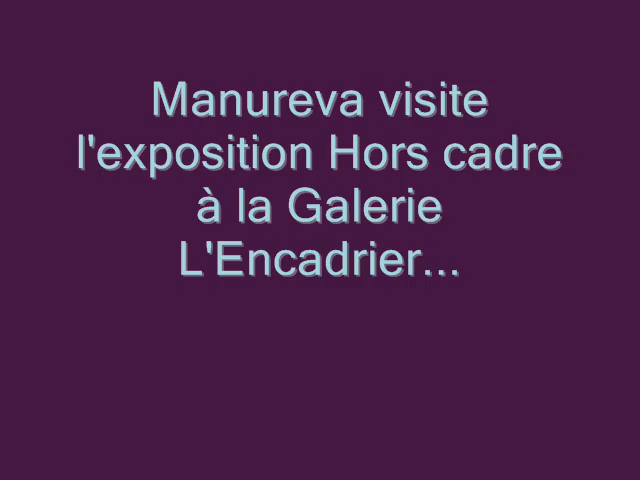 Manureva visite
l'exposition Hors cadre
à la Galerie
L'Encadrier...